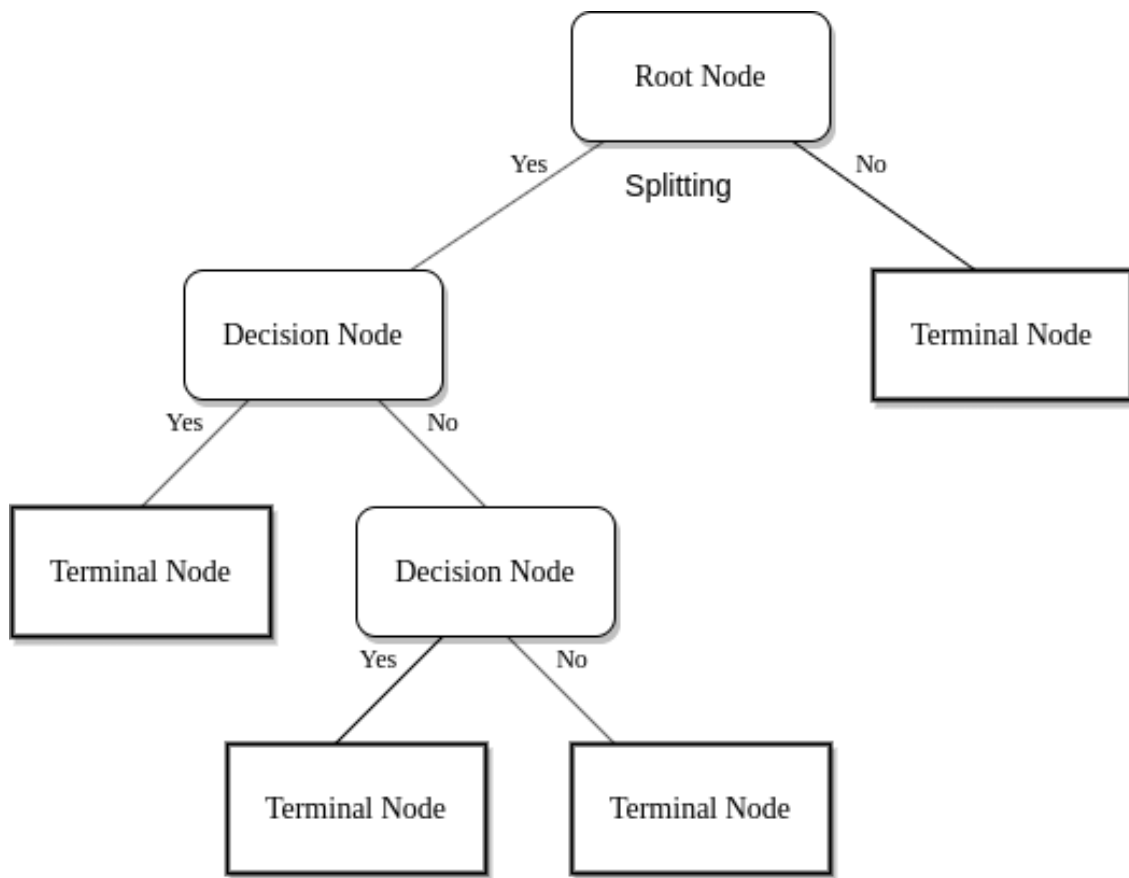 Root Node
Yes
No
Splitting
Decision Node
Terminal Node
Yes
No
Terminal Node
Decision Node
Yes
No
Terminal Node
Terminal Node